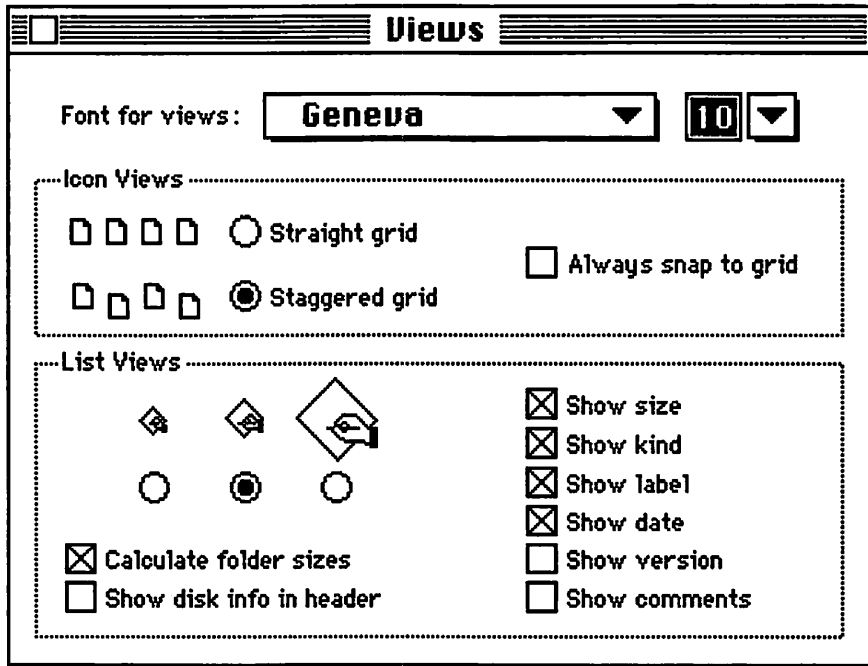 Views
Font for views: Geneva 10
Icon Views
Straight grid
Always snap to grid
Staggered grid
List Views
Show size
Show kind
Show label
Show date
Calculate folder sizes Show version
Show disk info in header Show comments